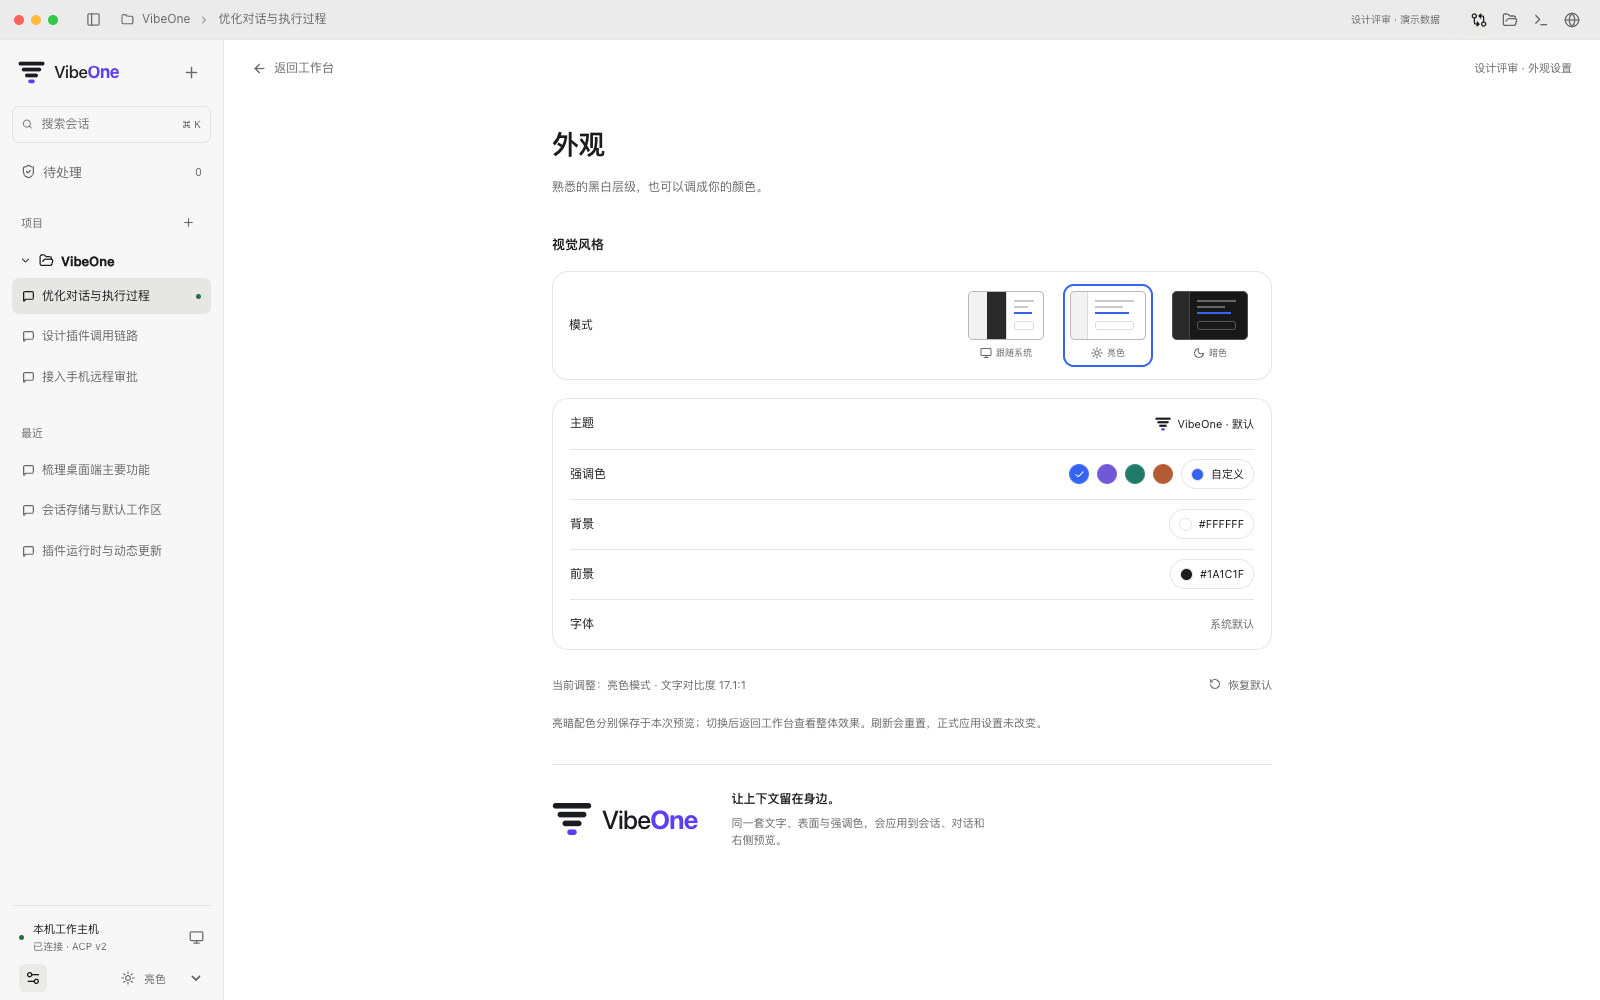 VibeOne
优化对话与执行过程
设计评审 · 演示数据
VibeOne
搜索会话
⌘ K
待处理
0
项目
VibeOne
优化对话与执行过程
设计插件调用链路
接入手机远程审批
最近
梳理桌面端主要功能
会话存储与默认工作区
插件运行时与动态更新
本机工作主机
已连接 · ACP v2
亮色
返回工作台
设计评审 · 外观设置
外观
熟悉的黑白层级，也可以调成你的颜色。
视觉风格
模式
跟随系统
亮色
暗色
主题
VibeOne · 默认
强调色
自定义
背景
#FFFFFF
前景
#1A1C1F
字体
系统默认
当前调整：亮色模式 · 文字对比度 17.1:1
恢复默认
亮暗配色分别保存于本次预览；切换后返回工作台查看整体效果。刷新会重置，正式应用设置未改变。
VibeOne
让上下文留在身边。
同一套文字、表面与强调色，会应用到会话、对话和
右侧预览。